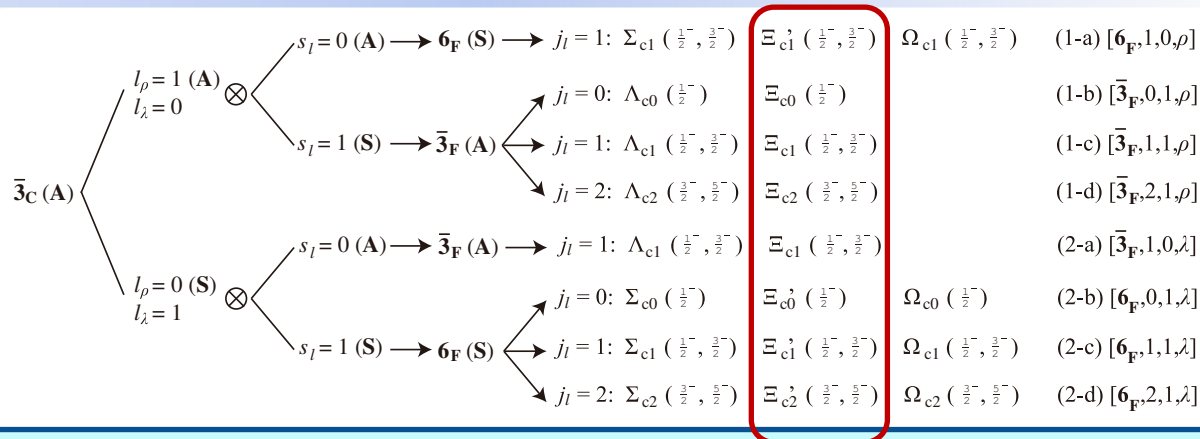 s_l = 0 (A) → 6_F (S) → j_l = 1: Σ_c1 ( 1/2⁻, 3/2⁻ ) Ξ'_c1 ( 1/2⁻, 3/2⁻ ) Ω_c1 ( 1/2⁻, 3/2⁻ ) (1-a) [6_F,1,0,ρ]
l_ρ = 1 (A) ⊗
l_λ = 0
j_l = 0: Λ_c0 ( 1/2⁻ ) Ξ_c0 ( 1/2⁻ ) (1-b) [3̄_F,0,1,ρ]
s_l = 1 (S) → 3̄_F (A) → j_l = 1: Λ_c1 ( 1/2⁻, 3/2⁻ ) Ξ_c1 ( 1/2⁻, 3/2⁻ ) (1-c) [3̄_F,1,1,ρ]
j_l = 2: Λ_c2 ( 3/2⁻, 5/2⁻ ) Ξ_c2 ( 3/2⁻, 5/2⁻ ) (1-d) [3̄_F,2,1,ρ]
3̄_C (A)
s_l = 0 (A) → 3̄_F (A) → j_l = 1: Λ_c1 ( 1/2⁻, 3/2⁻ ) Ξ_c1 ( 1/2⁻, 3/2⁻ ) (2-a) [3̄_F,1,0,λ]
l_ρ = 0 (S) ⊗
l_λ = 1
j_l = 0: Σ_c0 ( 1/2⁻ ) Ξ'_c0 ( 1/2⁻ ) Ω_c0 ( 1/2⁻ ) (2-b) [6_F,0,1,λ]
s_l = 1 (S) → 6_F (S) → j_l = 1: Σ_c1 ( 1/2⁻, 3/2⁻ ) Ξ'_c1 ( 1/2⁻, 3/2⁻ ) Ω_c1 ( 1/2⁻, 3/2⁻ ) (2-c) [6_F,1,1,λ]
j_l = 2: Σ_c2 ( 3/2⁻, 5/2⁻ ) Ξ'_c2 ( 3/2⁻, 5/2⁻ ) Ω_c2 ( 3/2⁻, 5/2⁻ ) (2-d) [6_F,2,1,λ]